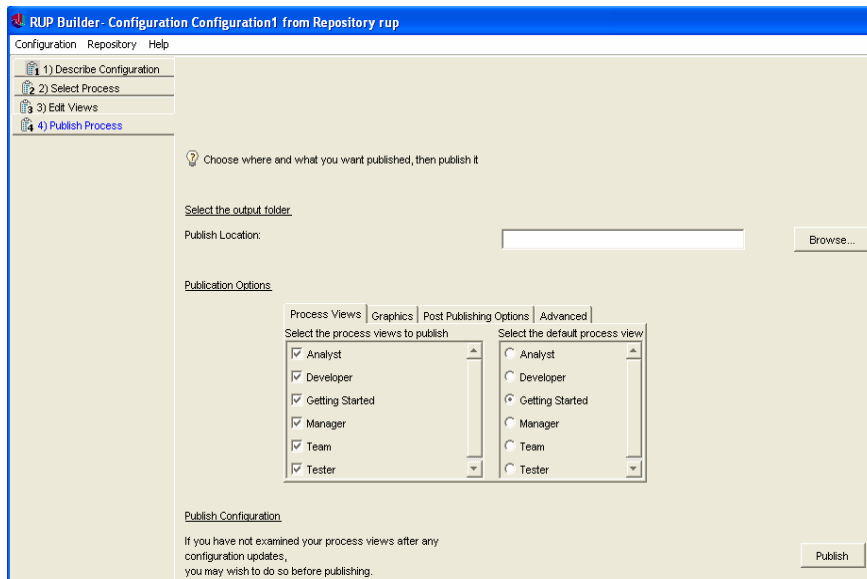 RUP Builder- Configuration Configuration1 from Repository rup
Configuration Repository Help
1 1) Describe Configuration
2 2) Select Process
3 3) Edit Views
4 4) Publish Process
Choose where and what you want published, then publish it
Select the output folder
Publish Location:
Browse...
Publication Options
Process Views Graphics Post Publishing Options Advanced
Select the process views to publish
Analyst
Developer
Getting Started
Manager
Team
Tester
Select the default process view
Analyst
Developer
Getting Started
Manager
Team
Tester
Publish Configuration
If you have not examined your process views after any
configuration updates,
you may wish to do so before publishing.
Publish